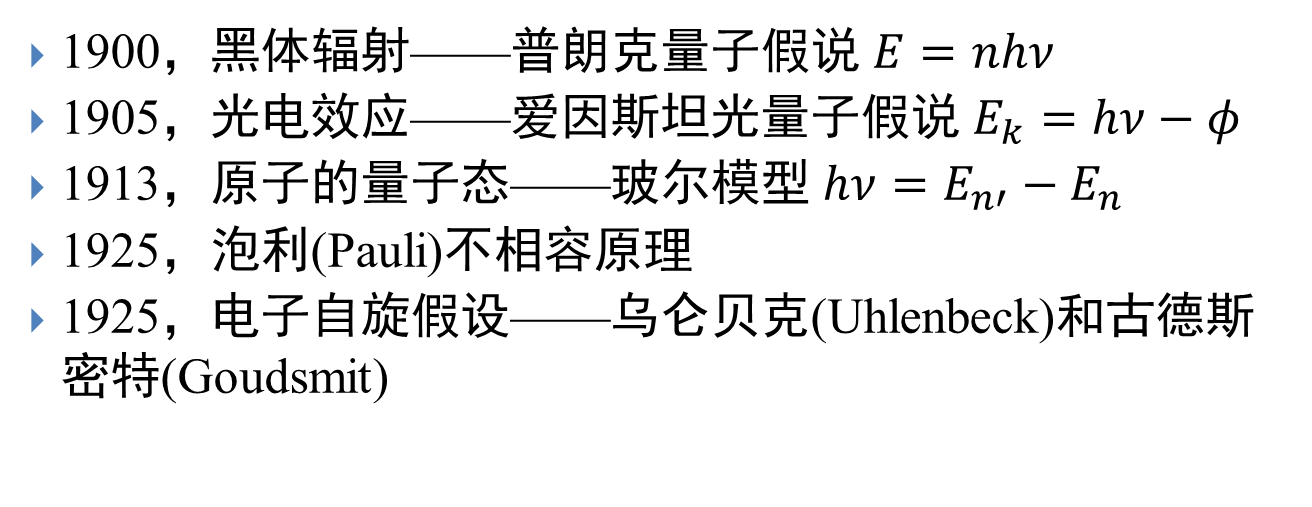 1900，黑体辐射——普朗克量子假说 E = nhν
1905，光电效应——爱因斯坦光量子假说 Eₖ = hν − ϕ
1913，原子的量子态——玻尔模型 hν = Eₙ′ − Eₙ
1925，泡利(Pauli)不相容原理
1925，电子自旋假设——乌仑贝克(Uhlenbeck)和古德斯
密特(Goudsmit)